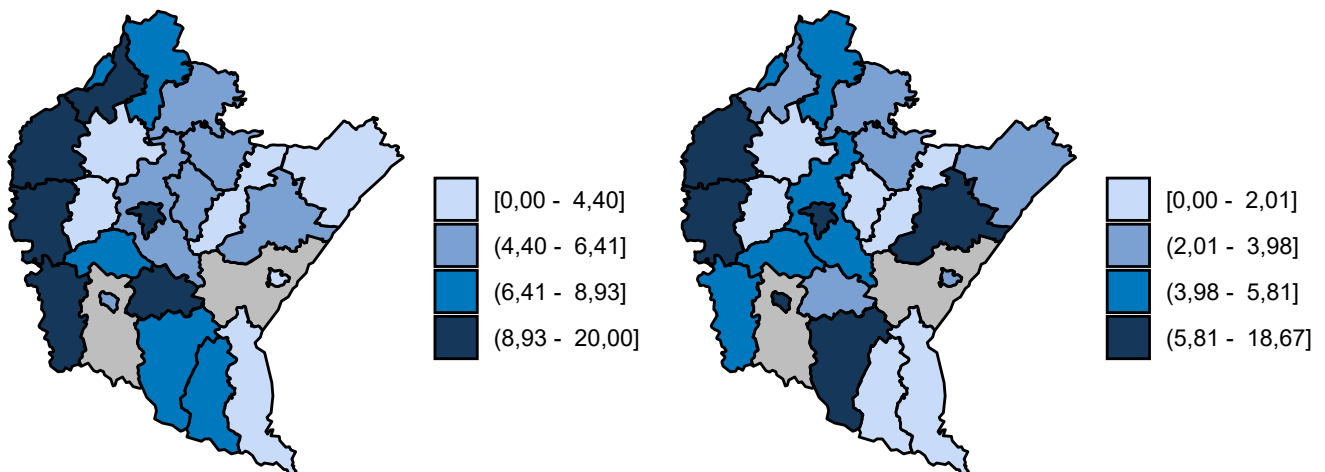 [0,00 - 4,40]
(4,40 - 6,41]
(6,41 - 8,93]
(8,93 - 20,00]
[0,00 - 2,01]
(2,01 - 3,98]
(3,98 - 5,81]
(5,81 - 18,67]